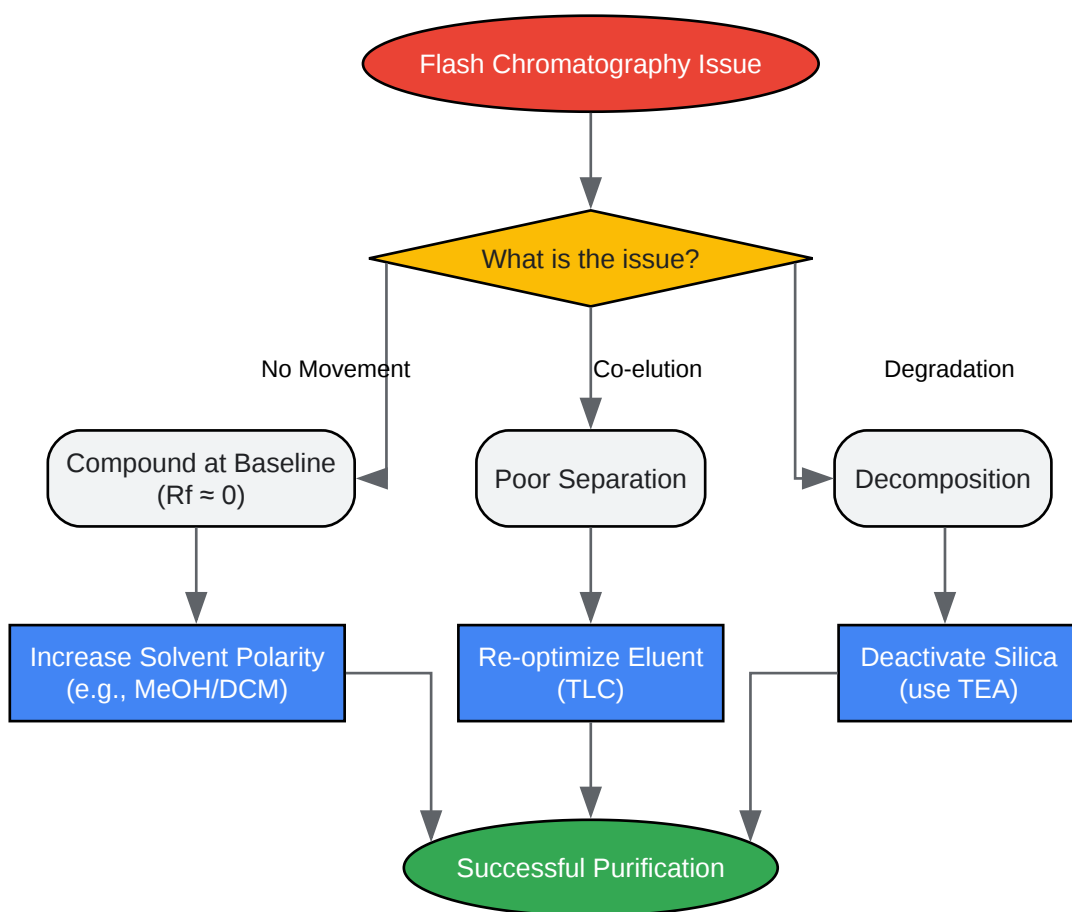 Flash Chromatography Issue
What is the issue?
No Movement
Co-elution
Degradation
Compound at Baseline
(Rf ≈ 0)
Poor Separation
Decomposition
Increase Solvent Polarity
(e.g., MeOH/DCM)
Re-optimize Eluent
(TLC)
Deactivate Silica
(use TEA)
Successful Purification